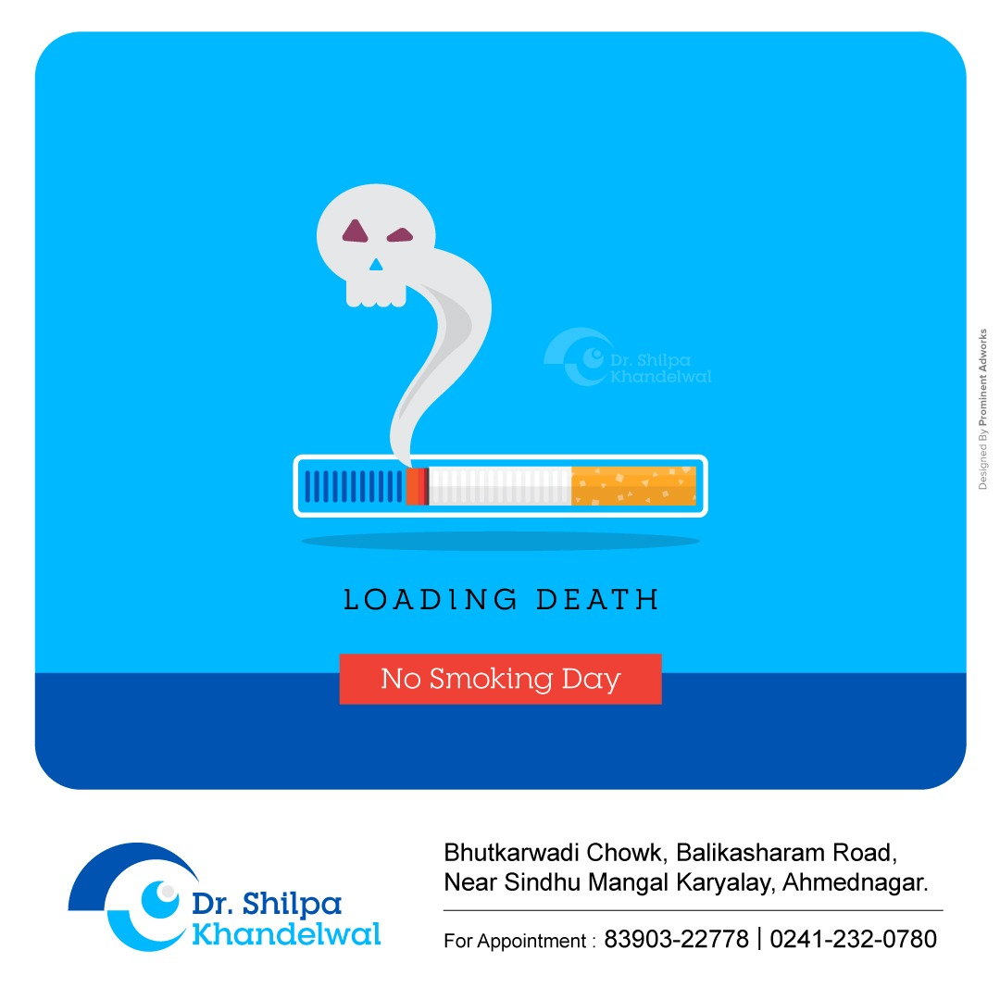 Dr. Shilpa
Khandelwal
LOADING DEATH
No Smoking Day
Designed By Prominent Adworks
Dr. Shilpa
Khandelwal
Bhutkarwadi Chowk, Balikasharam Road,
Near Sindhu Mangal Karyalay, Ahmednagar.
For Appointment : 83903-22778 | 0241-232-0780